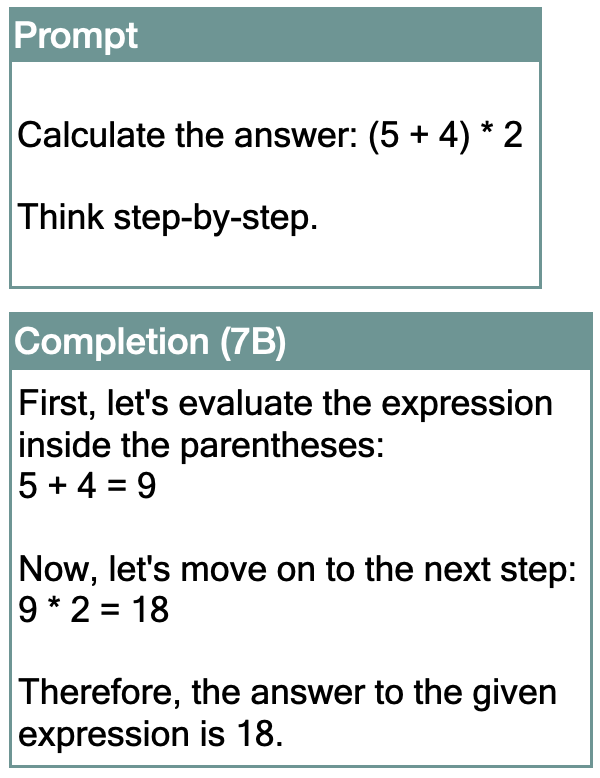 Prompt
Calculate the answer: (5 + 4) * 2
Think step-by-step.
Completion (7B)
First, let's evaluate the expression
inside the parentheses:
5 + 4 = 9
Now, let's move on to the next step:
9 * 2 = 18
Therefore, the answer to the given
expression is 18.